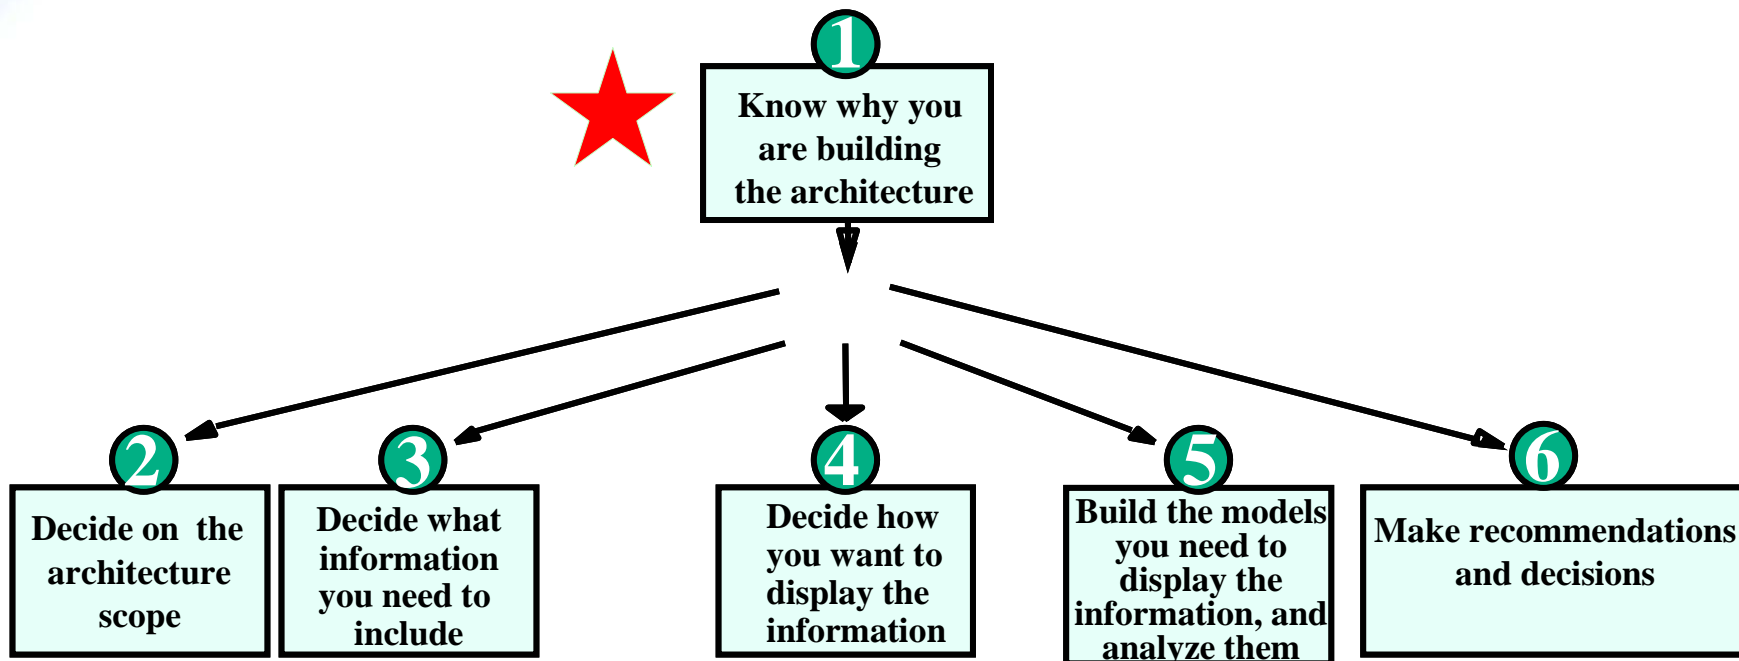 1
Know why you
are building
the architecture
2
Decide on the
architecture
scope
3
Decide what
information
you need to
include
4
Decide how
you want to
display the
information
5
Build the models
you need to
display the
information, and
analyze them
6
Make recommendations
and decisions